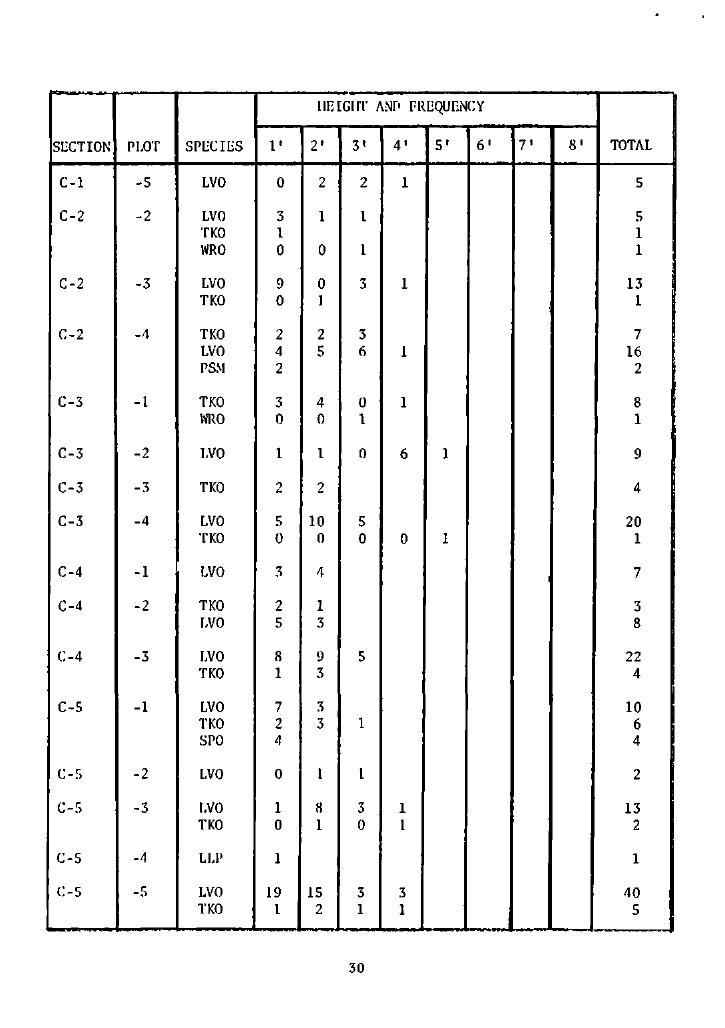 HEIGHT AND FREQUENCY
SECTION PLOT SPECIES 1' 2' 3' 4' 5' 6' 7' 8' TOTAL
C-1 -5 LVO 0 2 2 1 5
C-2 -2 LVO 3 1 1 5
TKO 1 1
WRO 0 0 1 1
C-2 -3 LVO 9 0 3 1 13
TKO 0 1 1
C-2 -4 TKO 2 2 3 7
LVO 4 5 6 1 16
PSM 2 2
C-3 -1 TKO 3 4 0 1 8
WRO 0 0 1 1
C-3 -2 LVO 1 1 0 6 1 9
C-3 -3 TKO 2 2 4
C-3 -4 LVO 5 10 5 20
TKO 0 0 0 0 1 1
C-4 -1 LVO 3 4 7
C-4 -2 TKO 2 1 3
LVO 5 3 8
C-4 -3 LVO 8 9 5 22
TKO 1 3 4
C-5 -1 LVO 7 3 10
TKO 2 3 1 6
SPO 4 4
C-5 -2 LVO 0 1 1 2
C-5 -3 LVO 1 8 3 1 13
TKO 0 1 0 1 2
C-5 -4 LLP 1 1
C-5 -5 LVO 19 15 3 3 40
TKO 1 2 1 1 5
30